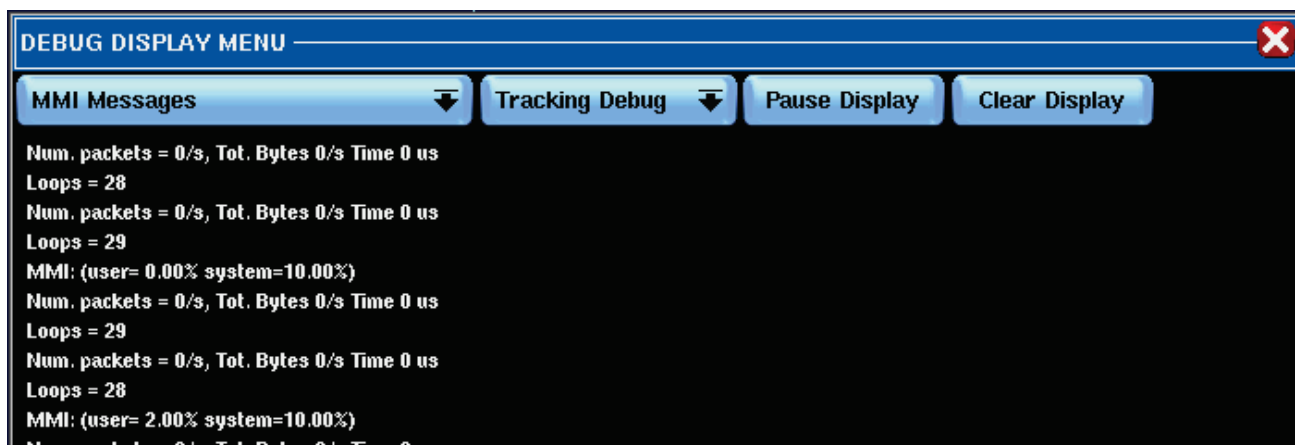 DEBUG DISPLAY MENU
MMI Messages Tracking Debug Pause Display Clear Display
Num. packets = 0/s, Tot. Bytes 0/s Time 0 us
Loops = 28
Num. packets = 0/s, Tot. Bytes 0/s Time 0 us
Loops = 29
MMI: (user= 0.00% system=10.00%)
Num. packets = 0/s, Tot. Bytes 0/s Time 0 us
Loops = 29
Num. packets = 0/s, Tot. Bytes 0/s Time 0 us
Loops = 28
MMI: (user= 2.00% system=10.00%)